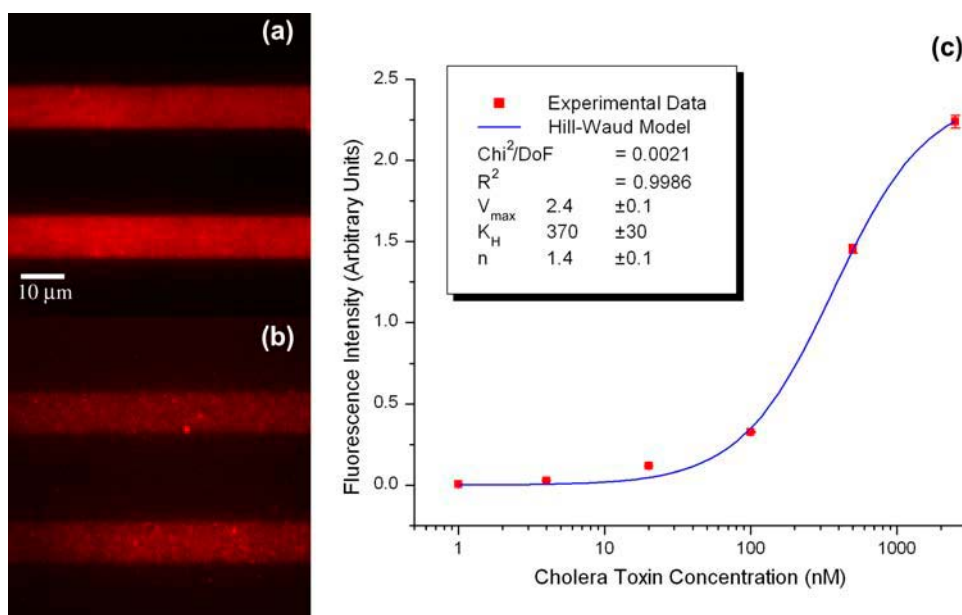 (a)
10 µm
(b)
(c)
Fluorescence Intensity (Arbitrary Units)
2.5
2.0
1.5
1.0
0.5
0.0
Experimental Data
Hill-Waud Model
Chi²/DoF = 0.0021
R² = 0.9986
V_max 2.4 ±0.1
K_H 370 ±30
n 1.4 ±0.1
1 10 100 1000
Cholera Toxin Concentration (nM)